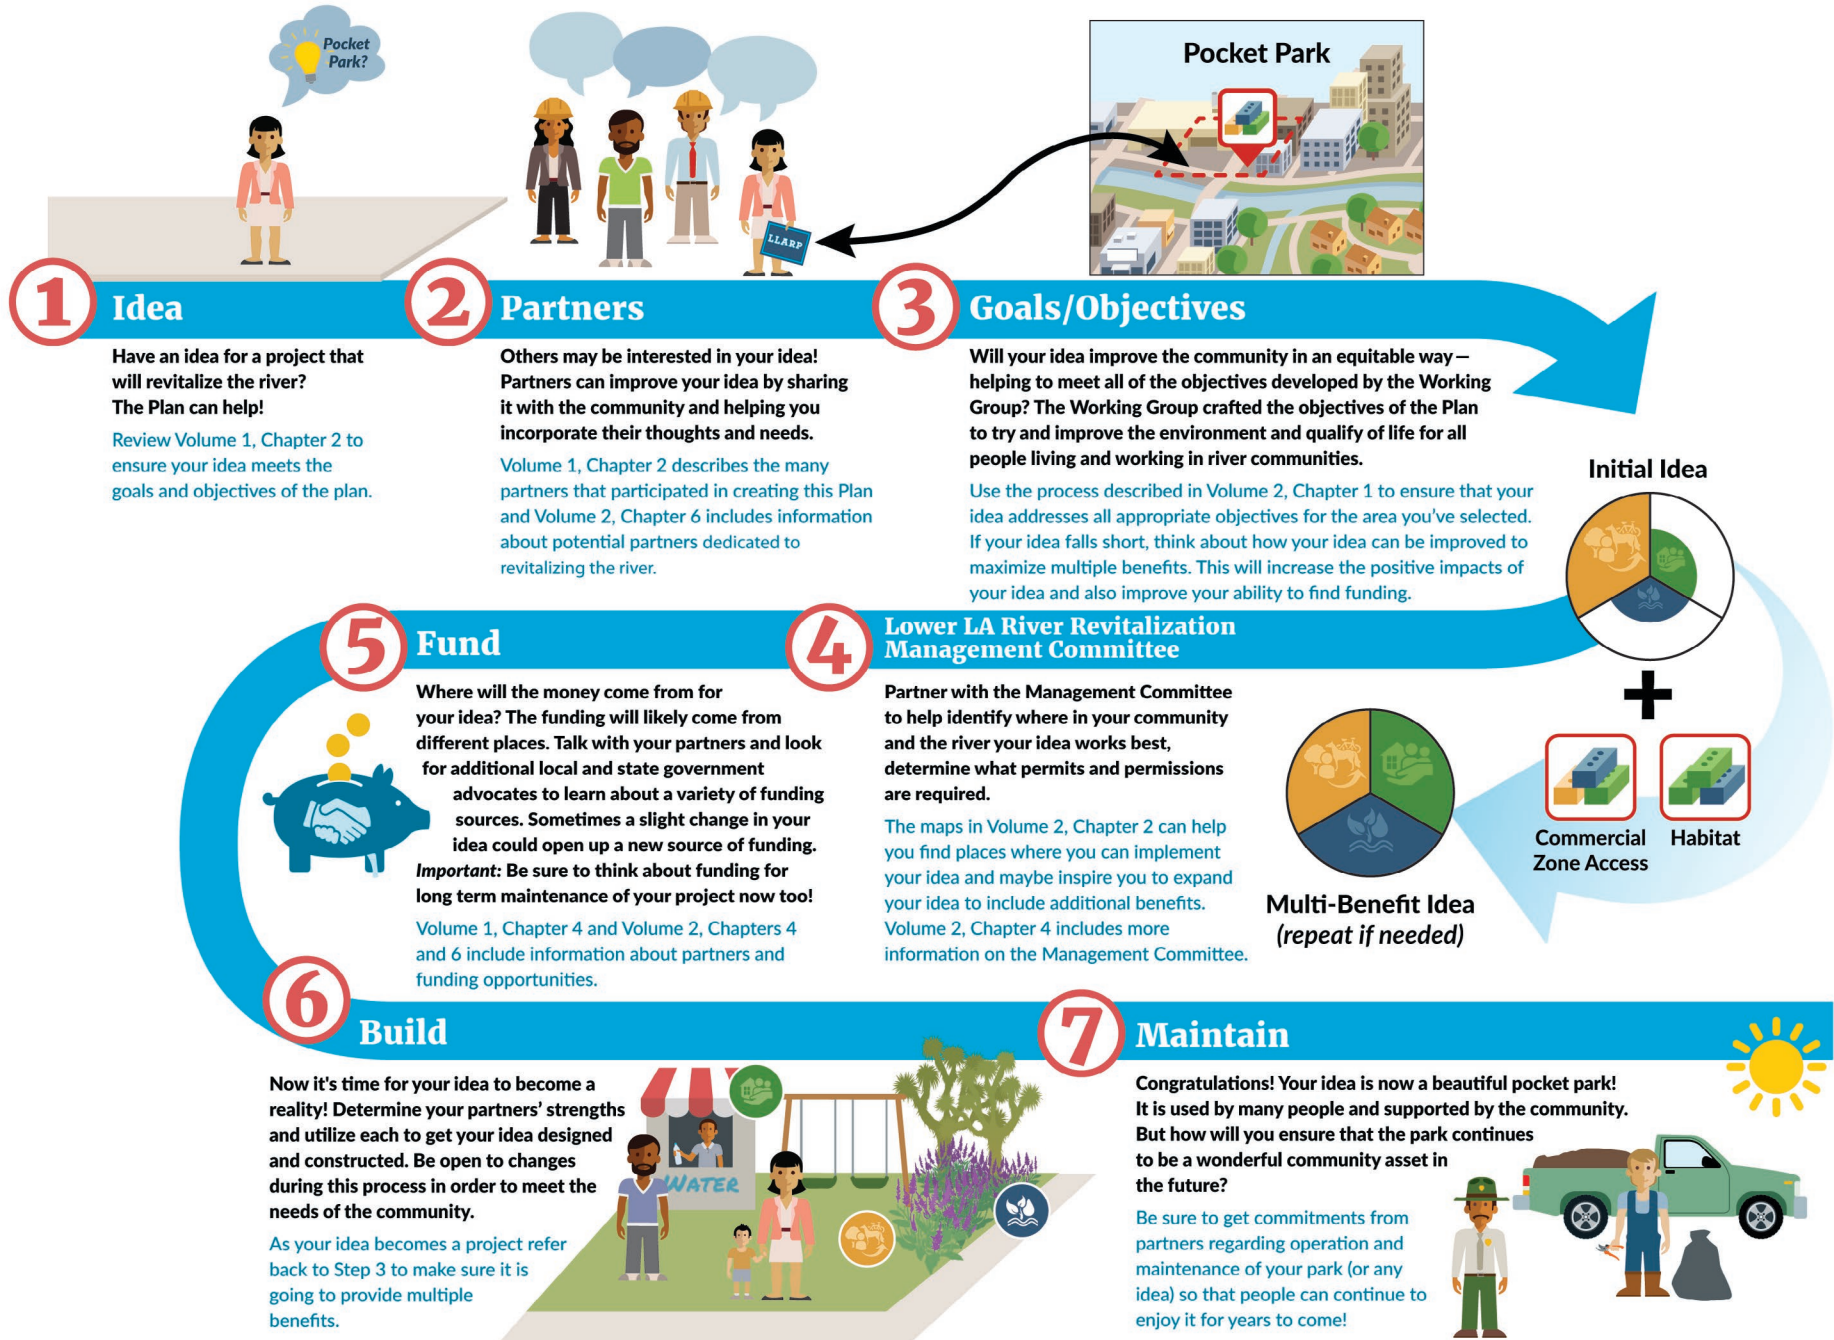 Pocket
Park?
LLARP
Pocket Park
1
Idea
Have an idea for a project that
will revitalize the river?
The Plan can help!
Review Volume 1, Chapter 2 to
ensure your idea meets the
goals and objectives of the plan.
2
Partners
Others may be interested in your idea!
Partners can improve your idea by sharing
it with the community and helping you
incorporate their thoughts and needs.
Volume 1, Chapter 2 describes the many
partners that participated in creating this Plan
and Volume 2, Chapter 6 includes information
about potential partners dedicated to
revitalizing the river.
3
Goals/Objectives
Will your idea improve the community in an equitable way —
helping to meet all of the objectives developed by the Working
Group? The Working Group crafted the objectives of the Plan
to try and improve the environment and qualify of life for all
people living and working in river communities.
Use the process described in Volume 2, Chapter 1 to ensure that your
idea addresses all appropriate objectives for the area you've selected.
If your idea falls short, think about how your idea can be improved to
maximize multiple benefits. This will increase the positive impacts of
your idea and also improve your ability to find funding.
Initial Idea
+
Commercial
Zone Access
Habitat
Multi-Benefit Idea
(repeat if needed)
4
Lower LA River Revitalization
Management Committee
Partner with the Management Committee
to help identify where in your community
and the river your idea works best,
determine what permits and permissions
are required.
The maps in Volume 2, Chapter 2 can help
you find places where you can implement
your idea and maybe inspire you to expand
your idea to include additional benefits.
Volume 2, Chapter 4 includes more
information on the Management Committee.
5
Fund
Where will the money come from for
your idea? The funding will likely come from
different places. Talk with your partners and look
for additional local and state government
advocates to learn about a variety of funding
sources. Sometimes a slight change in your
idea could open up a new source of funding.
Important: Be sure to think about funding for
long term maintenance of your project now too!
Volume 1, Chapter 4 and Volume 2, Chapters 4
and 6 include information about partners and
funding opportunities.
6
Build
Now it's time for your idea to become a
reality! Determine your partners' strengths
and utilize each to get your idea designed
and constructed. Be open to changes
during this process in order to meet the
needs of the community.
As your idea becomes a project refer
back to Step 3 to make sure it is
going to provide multiple
benefits.
WATER
7
Maintain
Congratulations! Your idea is now a beautiful pocket park!
It is used by many people and supported by the community.
But how will you ensure that the park continues
to be a wonderful community asset in
the future?
Be sure to get commitments from
partners regarding operation and
maintenance of your park (or any
idea) so that people can continue to
enjoy it for years to come!